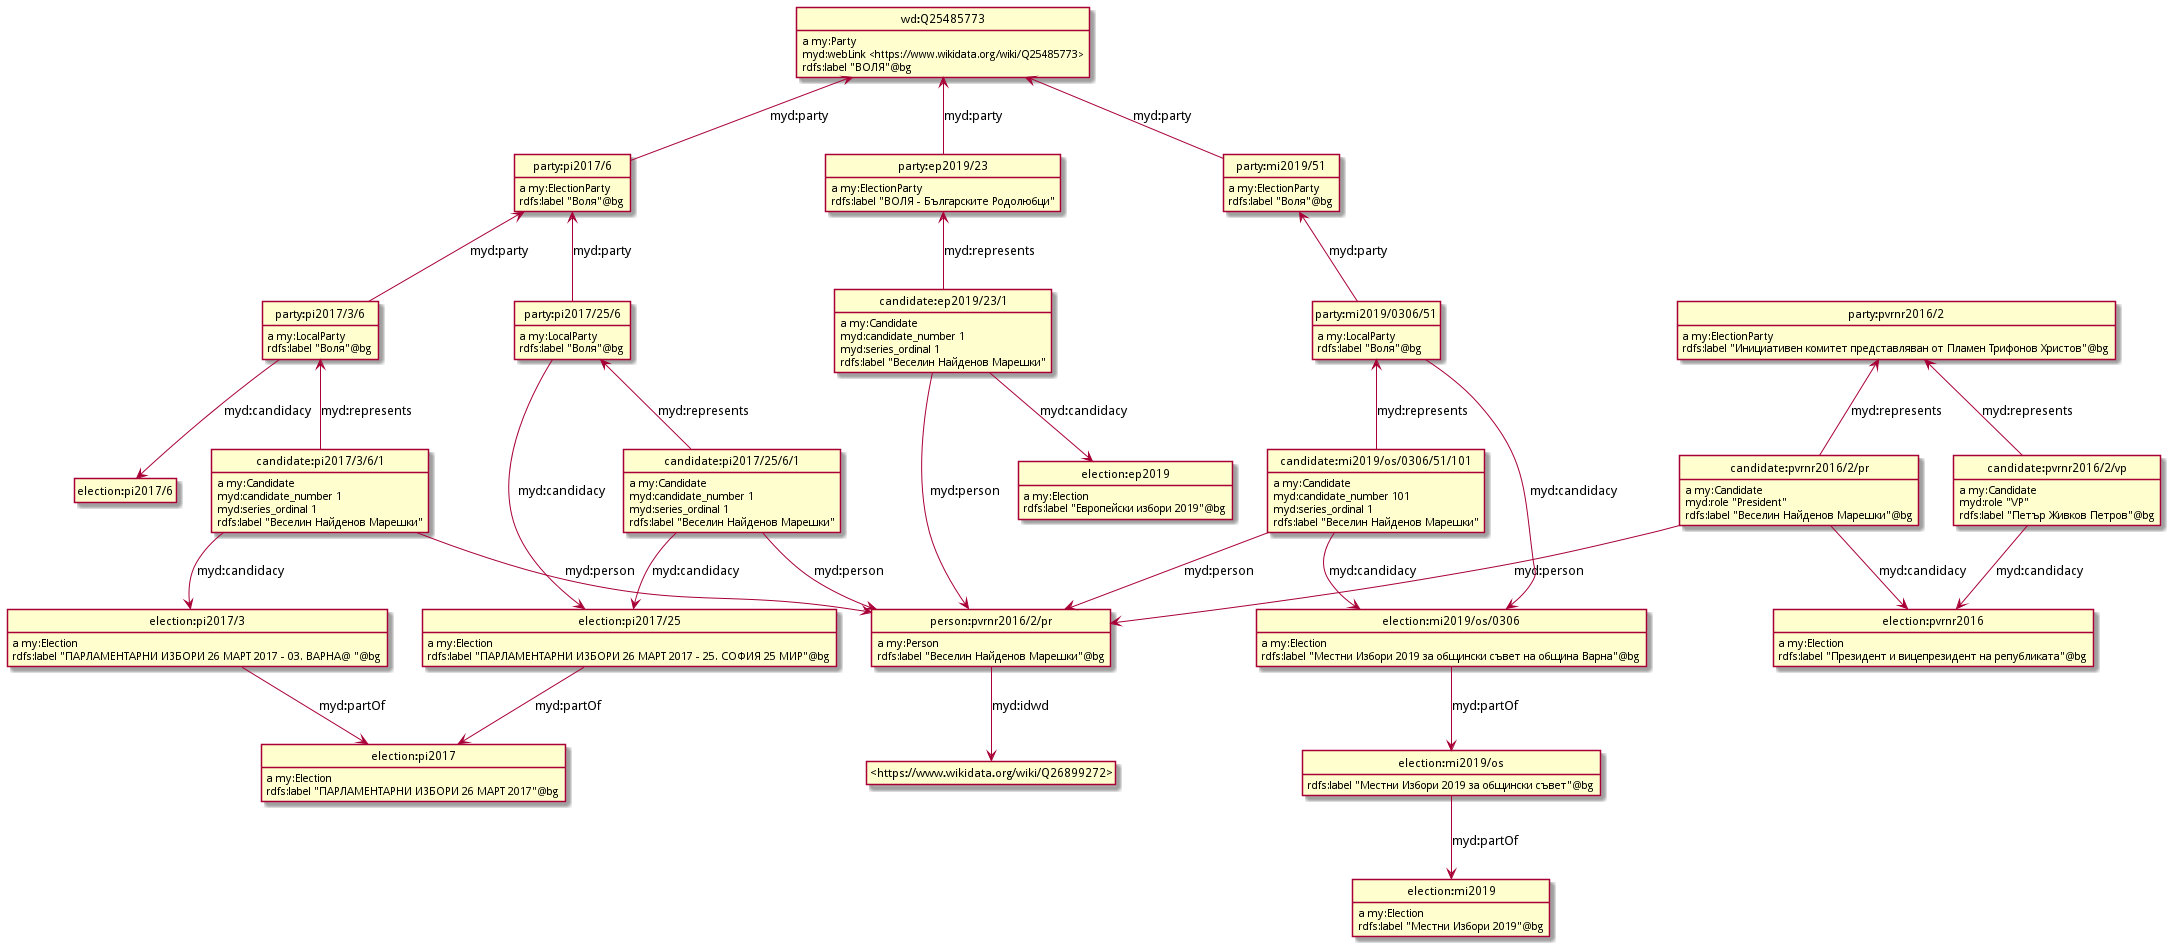 wd:Q25485773
a my:Party
myd:webLink <https://www.wikidata.org/wiki/Q25485773>
rdfs:label "ВОЛЯ"@bg
myd:party
myd:party
myd:party
party:pi2017/6
a my:ElectionParty
rdfs:label "Воля"@bg
party:ep2019/23
a my:ElectionParty
rdfs:label "ВОЛЯ - Българските Родолюбци"
party:mi2019/51
a my:ElectionParty
rdfs:label "Воля"@bg
myd:party
myd:party
myd:represents
myd:party
party:pi2017/3/6
a my:LocalParty
rdfs:label "Воля"@bg
party:pi2017/25/6
a my:LocalParty
rdfs:label "Воля"@bg
candidate:ep2019/23/1
a my:Candidate
myd:candidate_number 1
myd:series_ordinal 1
rdfs:label "Веселин Найденов Марешки"
party:mi2019/0306/51
a my:LocalParty
rdfs:label "Воля"@bg
party:pvrnr2016/2
a my:ElectionParty
rdfs:label "Инициативен комитет представляван от Пламен Трифонов Христов"@bg
myd:candidacy
myd:represents
myd:represents
myd:candidacy
myd:represents
myd:represents
myd:represents
election:pi2017/6
candidate:pi2017/3/6/1
a my:Candidate
myd:candidate_number 1
myd:series_ordinal 1
rdfs:label "Веселин Найденов Марешки"
myd:candidacy
candidate:pi2017/25/6/1
a my:Candidate
myd:candidate_number 1
myd:series_ordinal 1
rdfs:label "Веселин Найденов Марешки"
myd:person
election:ep2019
a my:Election
rdfs:label "Европейски избори 2019"@bg
candidate:mi2019/os/0306/51/101
a my:Candidate
myd:candidate_number 101
myd:series_ordinal 1
rdfs:label "Веселин Найденов Марешки"
myd:candidacy
candidate:pvrnr2016/2/pr
a my:Candidate
myd:role "President"
rdfs:label "Веселин Найденов Марешки"@bg
candidate:pvrnr2016/2/vp
a my:Candidate
myd:role "VP"
rdfs:label "Петър Живков Петров"@bg
myd:candidacy
myd:person
myd:candidacy
myd:person
myd:person
myd:candidacy
myd:person
myd:candidacy
myd:candidacy
election:pi2017/3
a my:Election
rdfs:label "ПАРЛАМЕНТАРНИ ИЗБОРИ 26 МАРТ 2017 - 03. ВАРНА@ "@bg
election:pi2017/25
a my:Election
rdfs:label "ПАРЛАМЕНТАРНИ ИЗБОРИ 26 МАРТ 2017 - 25. СОФИЯ 25 МИР"@bg
person:pvrnr2016/2/pr
a my:Person
rdfs:label "Веселин Найденов Марешки"@bg
election:mi2019/os/0306
a my:Election
rdfs:label "Местни Избори 2019 за общински съвет на община Варна"@bg
election:pvrnr2016
a my:Election
rdfs:label "Президент и вицепрезидент на републиката"@bg
myd:partOf
myd:partOf
myd:idwd
myd:partOf
election:pi2017
a my:Election
rdfs:label "ПАРЛАМЕНТАРНИ ИЗБОРИ 26 МАРТ 2017"@bg
<https://www.wikidata.org/wiki/Q26899272>
election:mi2019/os
rdfs:label "Местни Избори 2019 за общински съвет"@bg
myd:partOf
election:mi2019
a my:Election
rdfs:label "Местни Избори 2019"@bg